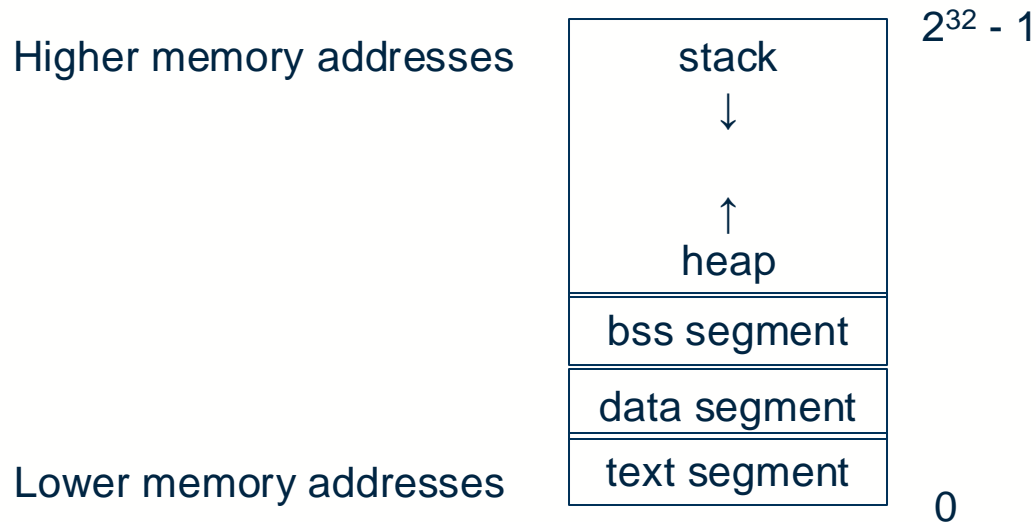 2³² - 1
Higher memory addresses
stack
↓
↑
heap
bss segment
data segment
text segment
Lower memory addresses
0